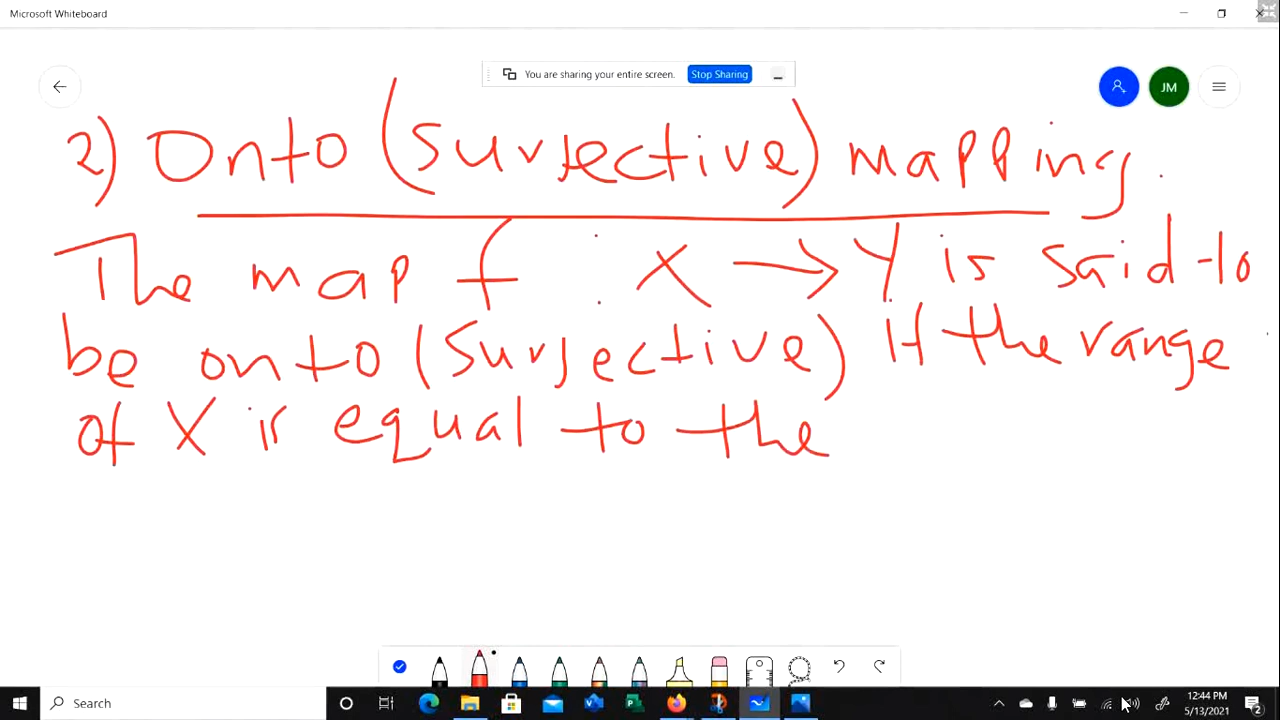 Microsoft Whiteboard
You are sharing your entire screen. Stop Sharing
JM
2) Onto (Surjective) mapping.
The map f : X → Y is said to
be onto (Surjective) if the range
of X is equal to the
Search
12:44 PM
5/13/2021
2